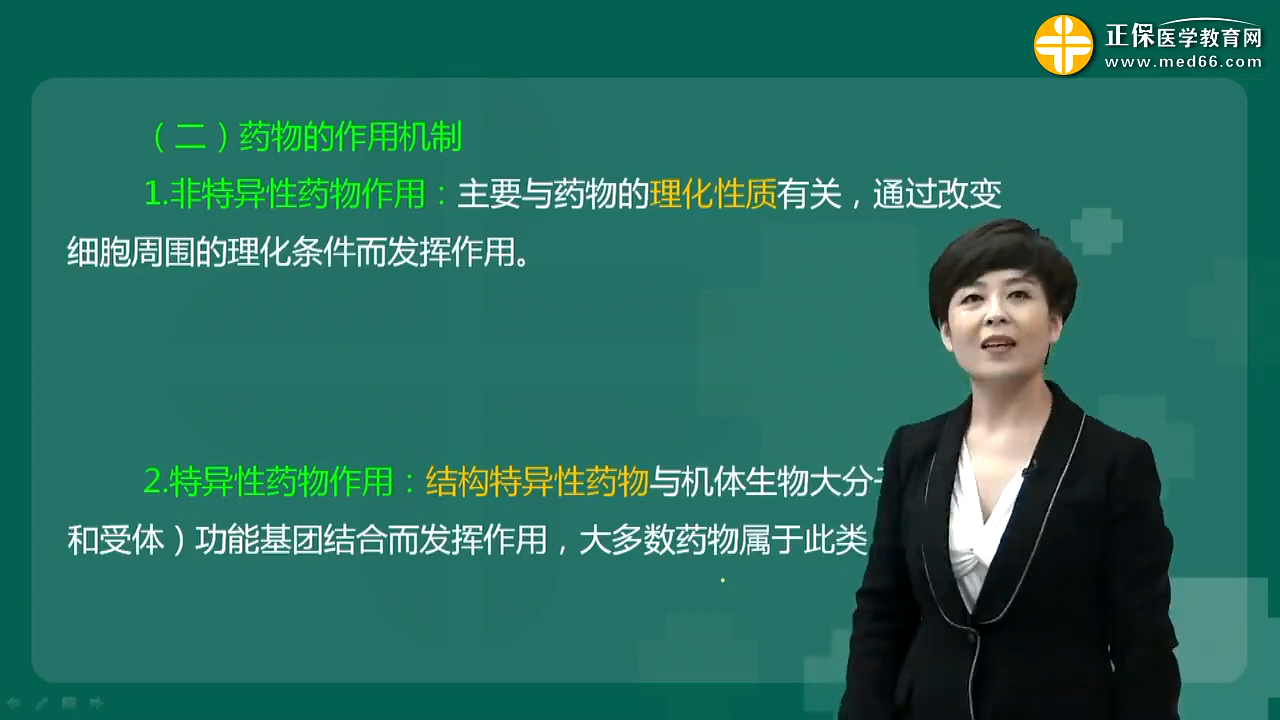 正保医学教育网
www.med66.com
（二）药物的作用机制
1.非特异性药物作用：主要与药物的理化性质有关，通过改变
细胞周围的理化条件而发挥作用。
2.特异性药物作用：结构特异性药物与机体生物大分
和受体）功能基团结合而发挥作用，大多数药物属于此类